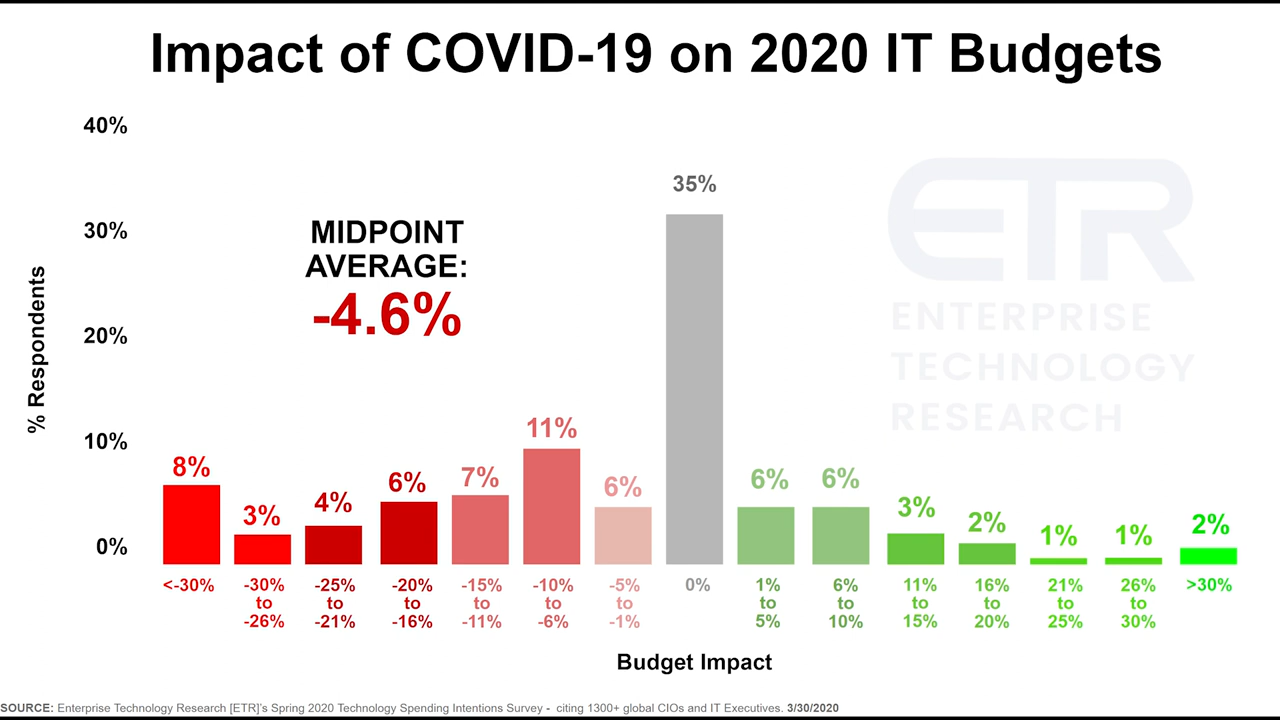 Impact of COVID-19 on 2020 IT Budgets
40%
30%
20%
10%
0%
% Respondents
MIDPOINT
AVERAGE:
-4.6%
ETR
ENTERPRISE
TECHNOLOGY
RESEARCH
8%
3%
4%
6%
7%
11%
6%
35%
6%
6%
3%
2%
1%
1%
2%
<-30%
-30%
to
-26%
-25%
to
-21%
-20%
to
-16%
-15%
to
-11%
-10%
to
-6%
-5%
to
-1%
0%
1%
to
5%
6%
to
10%
11%
to
15%
16%
to
20%
21%
to
25%
26%
to
30%
>30%
Budget Impact
SOURCE: Enterprise Technology Research [ETR]'s Spring 2020 Technology Spending Intentions Survey - citing 1300+ global CIOs and IT Executives. 3/30/2020